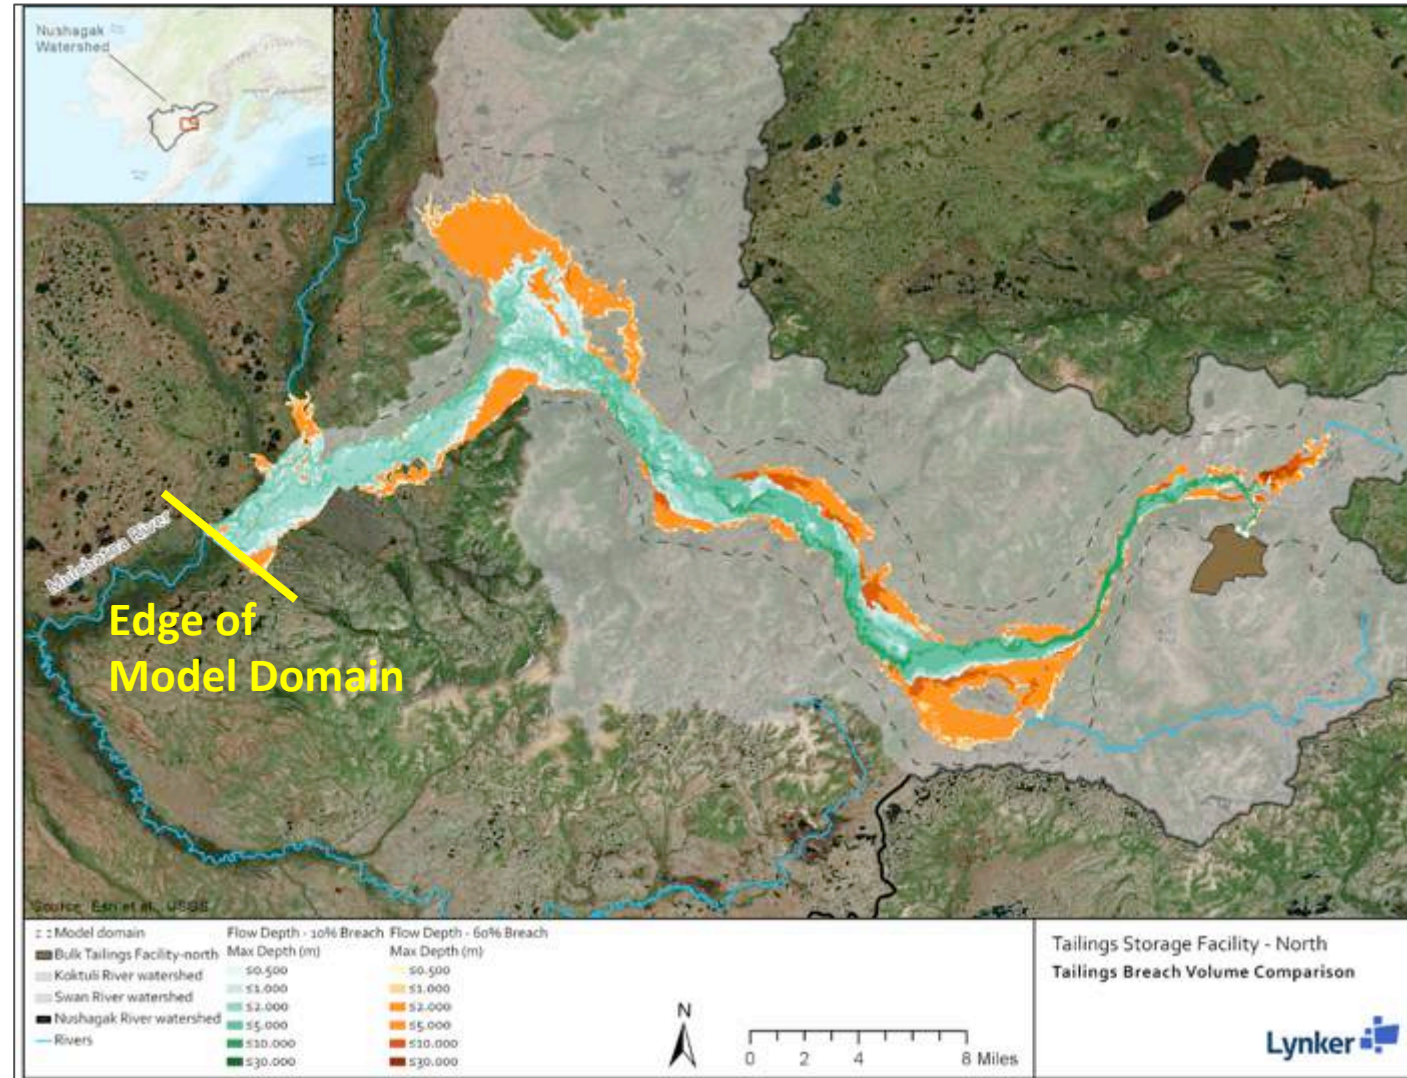 Nushagak
Watershed
Mulchatna River
Edge of
Model Domain
Source: Esri et al., USGS
Model domain
Bulk Tailings Facility-north
Koktuli River watershed
Swan River watershed
Nushagak River watershed
Rivers
Flow Depth - 10% Breach
Max Depth (m)
≤0.500
≤1.000
≤2.000
≤5.000
≤10.000
≤30.000
Flow Depth - 60% Breach
Max Depth (m)
≤0.500
≤1.000
≤2.000
≤5.000
≤10.000
≤30.000
N
0 2 4 8 Miles
Tailings Storage Facility - North
Tailings Breach Volume Comparison
Lynker